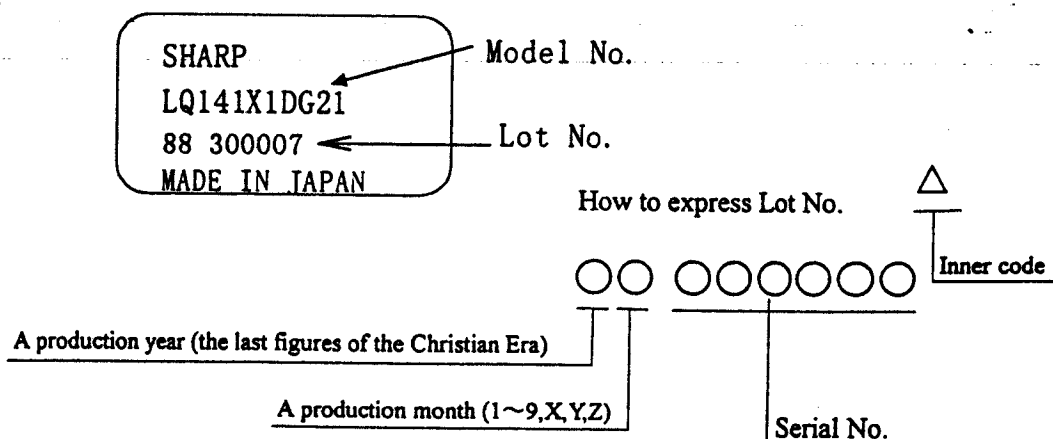 SHARP
Model No.
LQ141X1DG21
88 300007
Lot No.
MADE IN JAPAN
How to express Lot No.
△
○○ ○○○○○○
Inner code
A production year (the last figures of the Christian Era)
A production month (1～9,X,Y,Z)
Serial No.